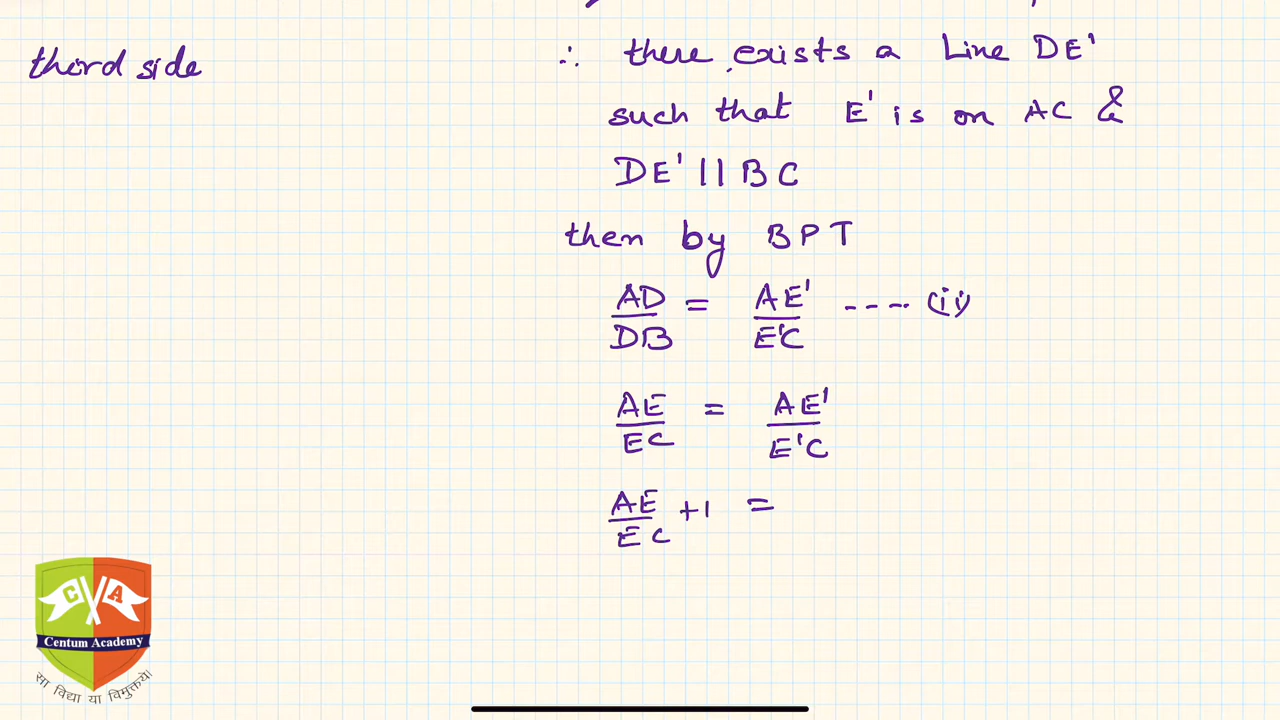 third side
∴ there exists a Line DE'
such that E' is on AC &
DE' || BC
then by BPT
AD/DB = AE'/E'C ---- (ii)
AE/EC = AE'/E'C
AE/EC +1 =
C A
Centum Academy
सा विद्या या विमुक्तये।